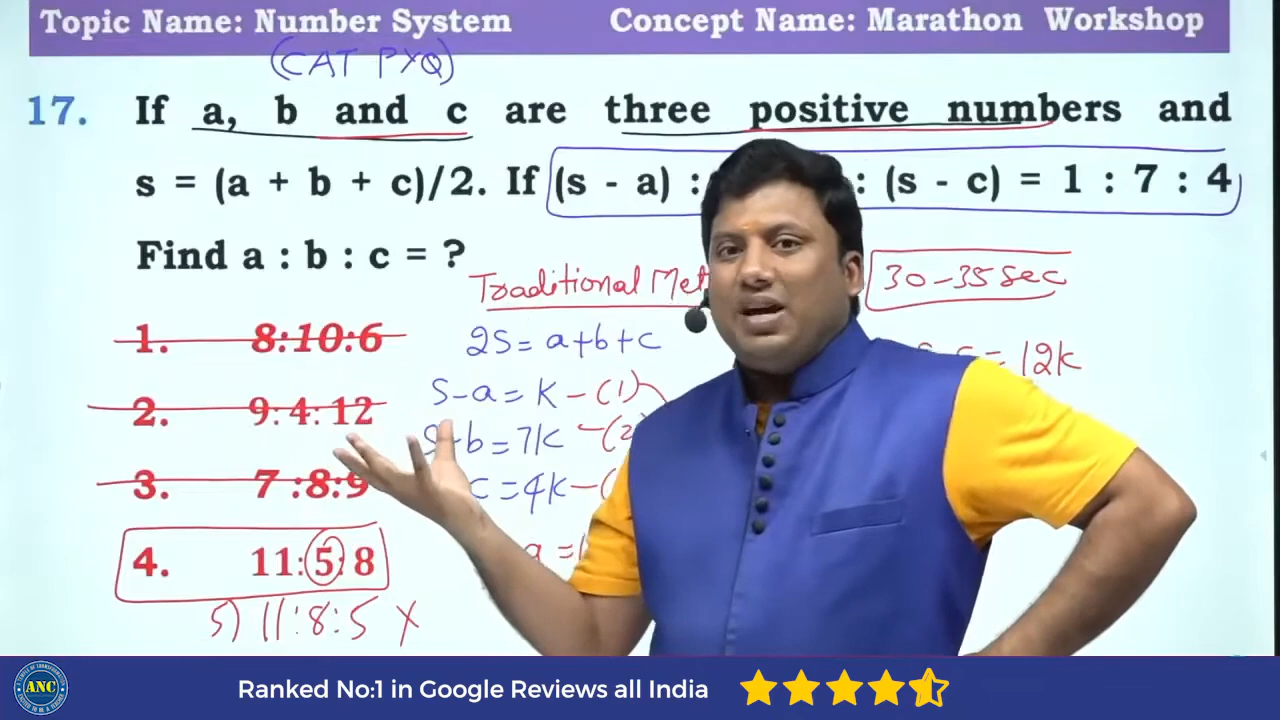 Topic Name: Number System Concept Name: Marathon Workshop
(CAT PYQ)
17. If a, b and c are three positive numbers and
s = (a + b + c)/2. If (s - a) : : (s - c) = 1 : 7 : 4
Find a : b : c = ?
Traditional Met
30-35 sec
1. 8:10:6
2S = a+b+c
= 12k
2. 9: 4: 12
S-a = k -(1)
-b = 7k -(2
3. 7 :8:9
c = 4k -(
4. 11:5: 8
a =
5) 11:8:5 X
ANC
Ranked No:1 in Google Reviews all India